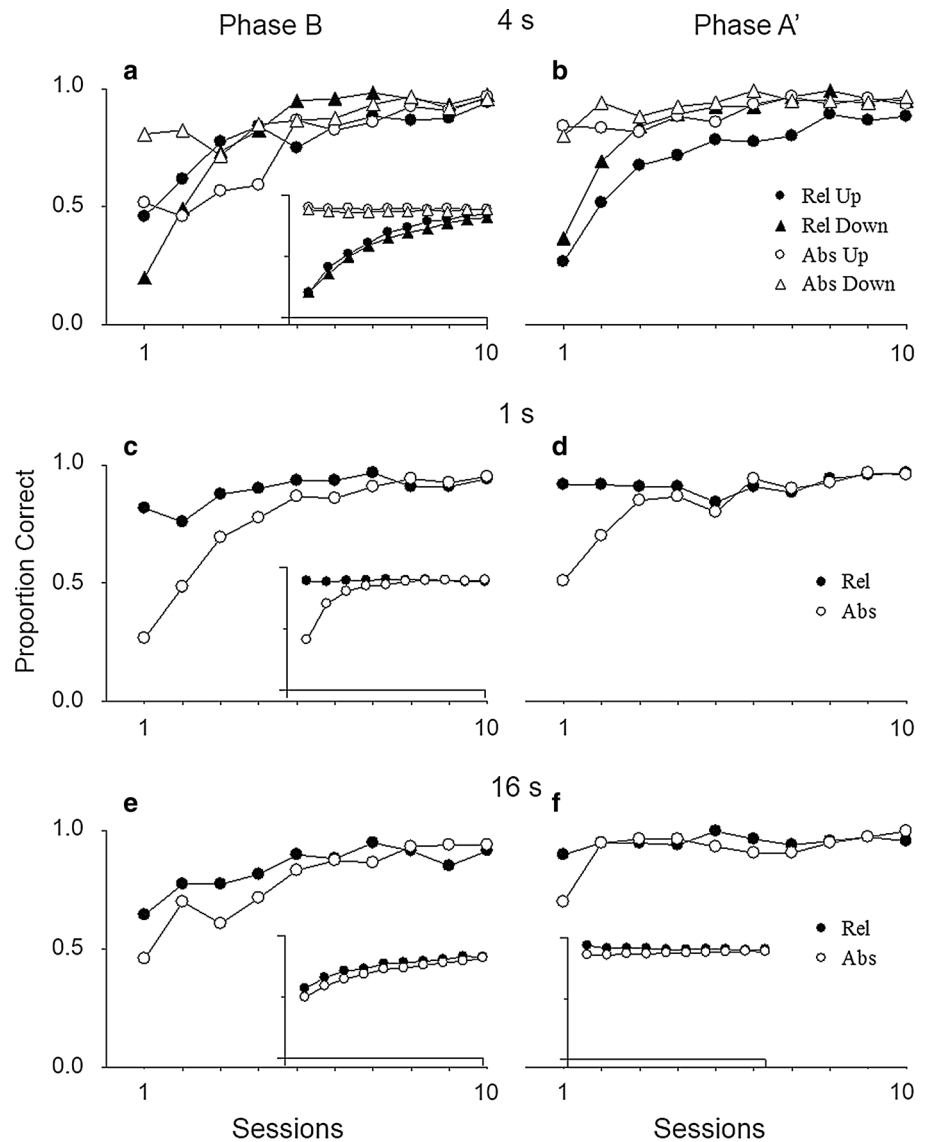 Phase B
4 s
Phase A’
a
b
1.0
0.5
0.0
Rel Up
Rel Down
Abs Up
Abs Down
1
10
1
10
1 s
c
d
Proportion Correct
1.0
0.5
0.0
Rel
Abs
1
10
1
10
16 s
e
f
1.0
0.5
0.0
Rel
Abs
1
10
1
10
Sessions
Sessions